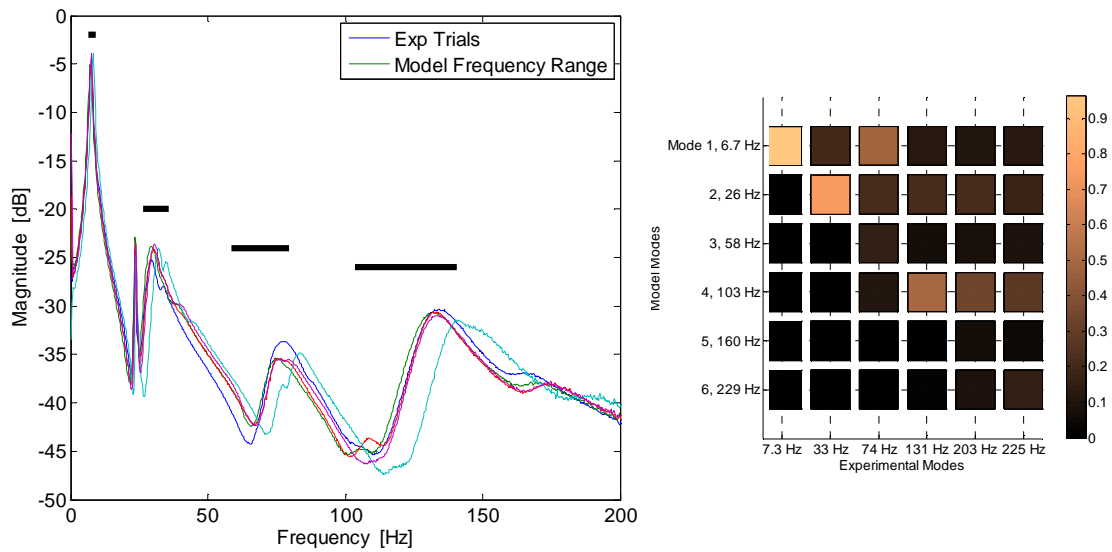 0
-5
-10
-15
-20
-25
-30
-35
-40
-45
-50
Magnitude [dB]
0 50 100 150 200
Frequency [Hz]
Exp Trials
Model Frequency Range
Mode 1, 6.7 Hz
2, 26 Hz
3, 58 Hz
4, 103 Hz
5, 160 Hz
6, 229 Hz
Model Modes
7.3 Hz 33 Hz 74 Hz 131 Hz 203 Hz 225 Hz
Experimental Modes
0.9
0.8
0.7
0.6
0.5
0.4
0.3
0.2
0.1
0